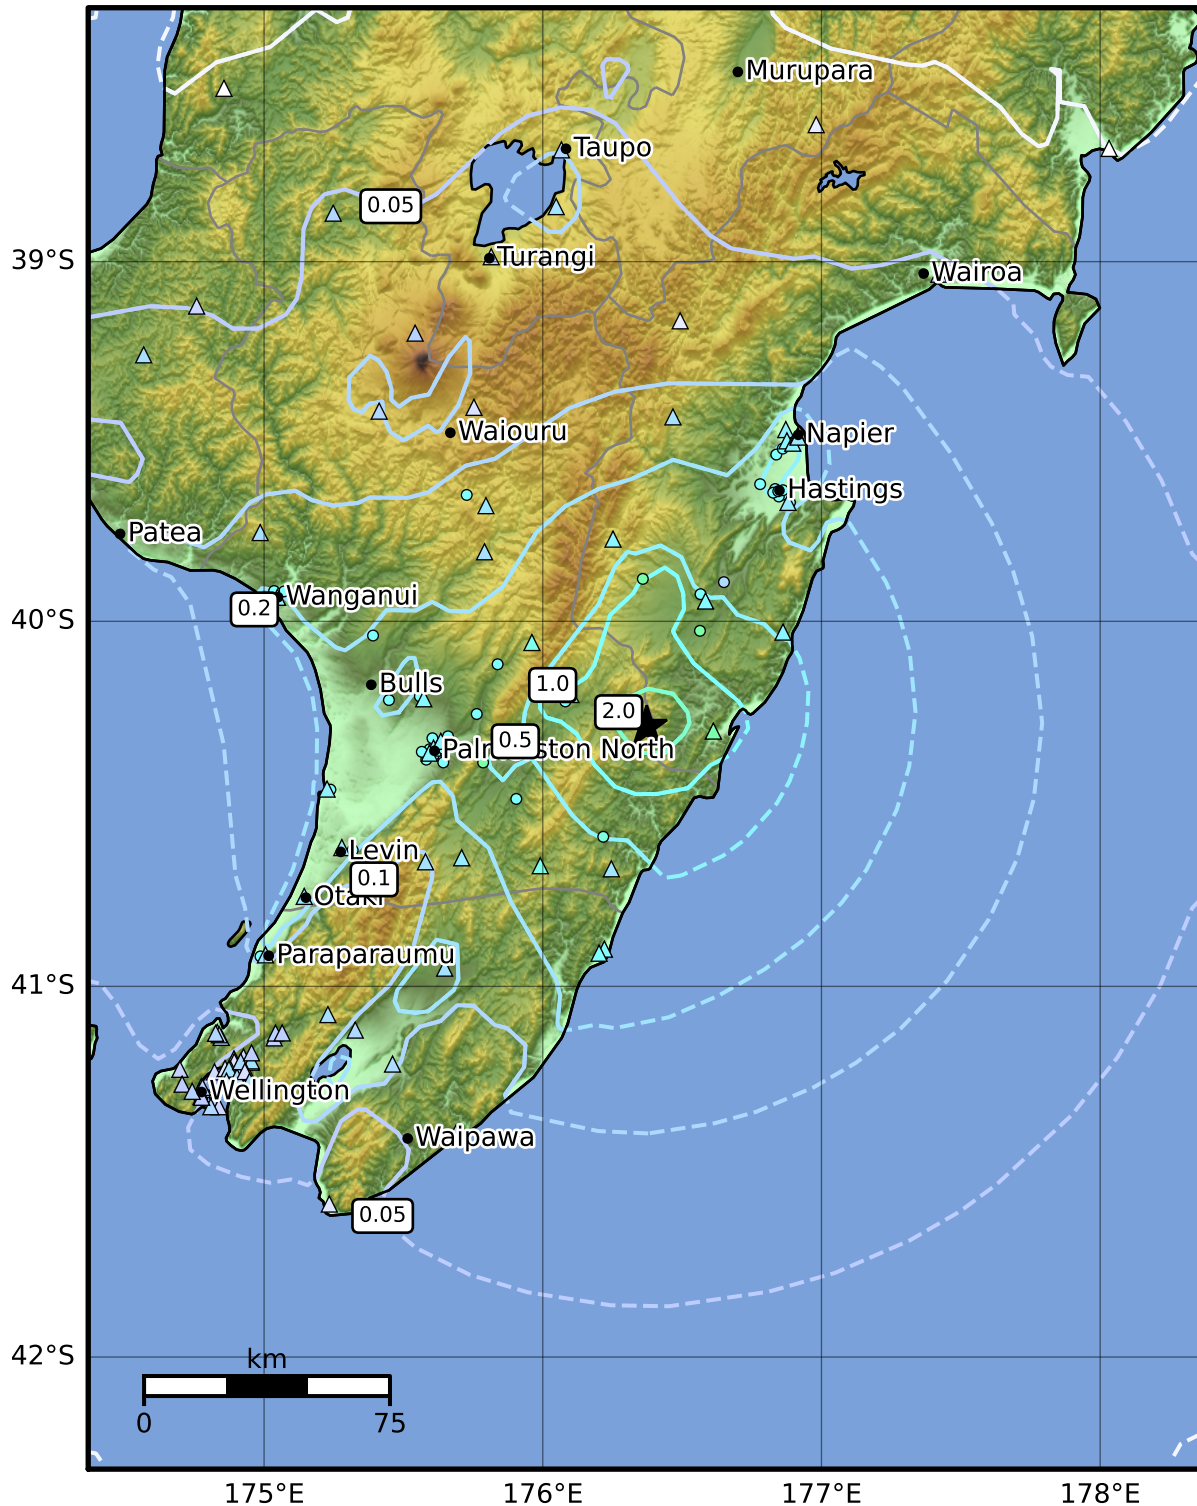 Murupara
Taupo
0.05
39°S
Turangi
Wairoa
Waiouru
Napier
Hastings
Patea
Wanganui
0.2
40°S
Bulls
1.0
2.0
0.5
Palmerston North
Levin
0.1
Otaki
Paraparaumu
41°S
Wellington
Waipawa
0.05
42°S
km
0
75
175°E
176°E
177°E
178°E